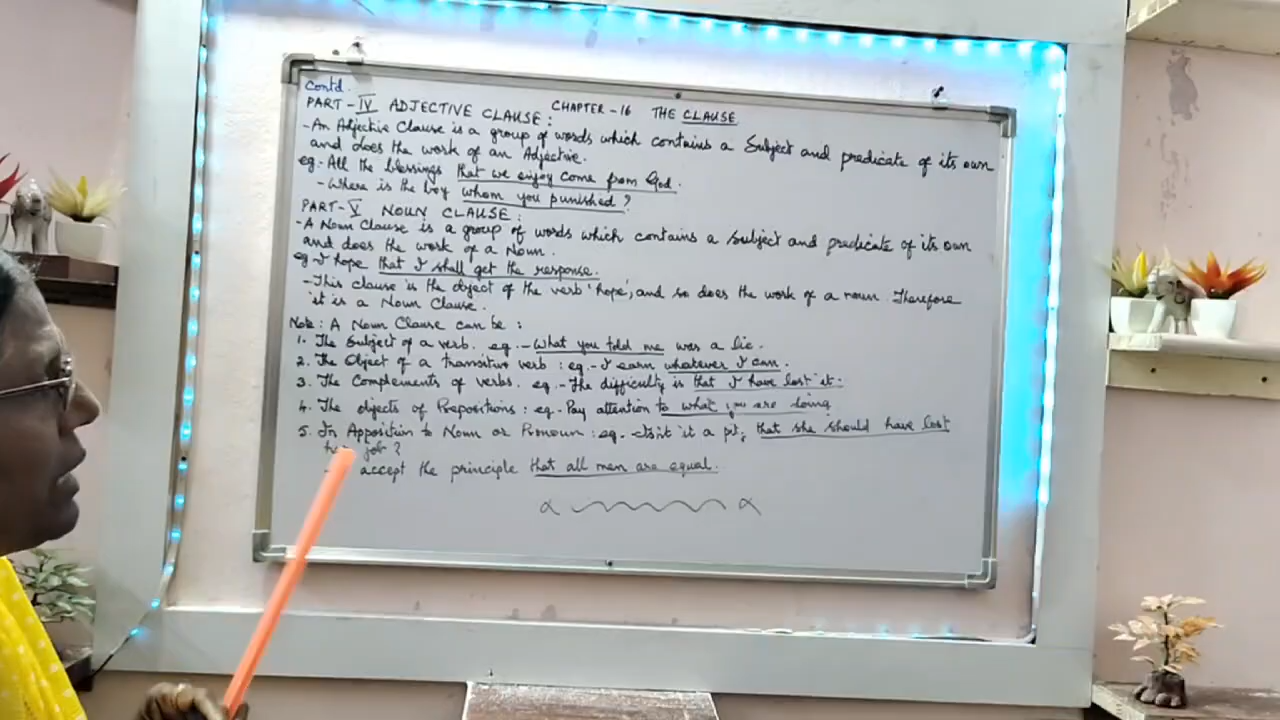 Contd.
CHAPTER-16 THE CLAUSE
PART-IV ADJECTIVE CLAUSE:
-An Adjective Clause is a group of words which contains a Subject and predicate of its own
and does the work of an Adjective.
eg.-All the blessings that we enjoy come from God.
-Where is the boy whom you punished?
PART-V NOUN CLAUSE:
-A Noun Clause is a group of words which contains a subject and predicate of its own
and does the work of a Noun.
eg-I hope that I shall get the response.
-This clause is the object of the verb 'hope', and so does the work of a noun. Therefore
it is a Noun Clause.
Note: A Noun Clause can be:
1. The Subject of a verb. eg.-What you told me was a lie.
2. The Object of a transitive verb: eg.-I earn whatever I can.
3. The Complements of verbs. eg.-The difficulty is that I have lost it.
4. The objects of Prepositions: eg.-Pay attention to what you are doing
5. In Apposition to Noun or Pronoun: eg.- it a pity, that she should have lost
her job?
accept the principle that all men are equal.